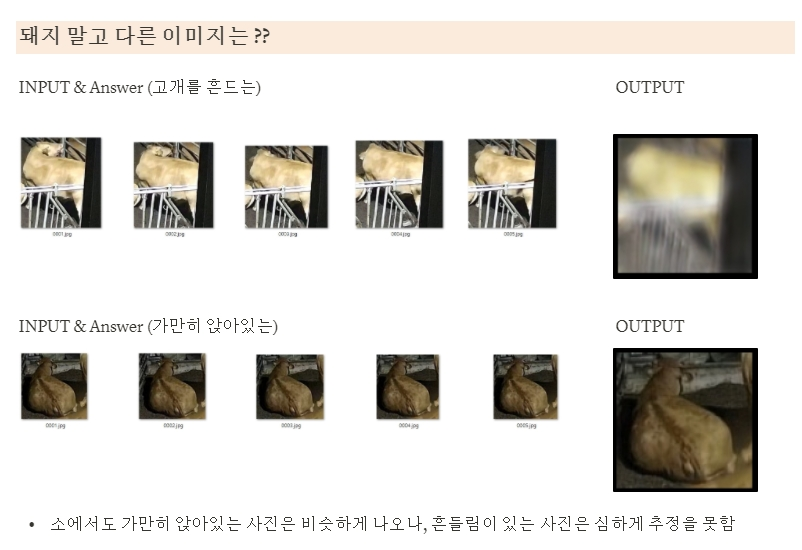 돼지 말고 다른 이미지는 ??
INPUT & Answer (고개를 흔드는)
OUTPUT
0001.jpg
0002.jpg
0003.jpg
0004.jpg
0005.jpg
INPUT & Answer (가만히 앉아있는)
OUTPUT
0001.jpg
0002.jpg
0003.jpg
0004.jpg
0005.jpg
• 소에서도 가만히 앉아있는 사진은 비슷하게 나오나, 흔들림이 있는 사진은 심하게 추정을 못함